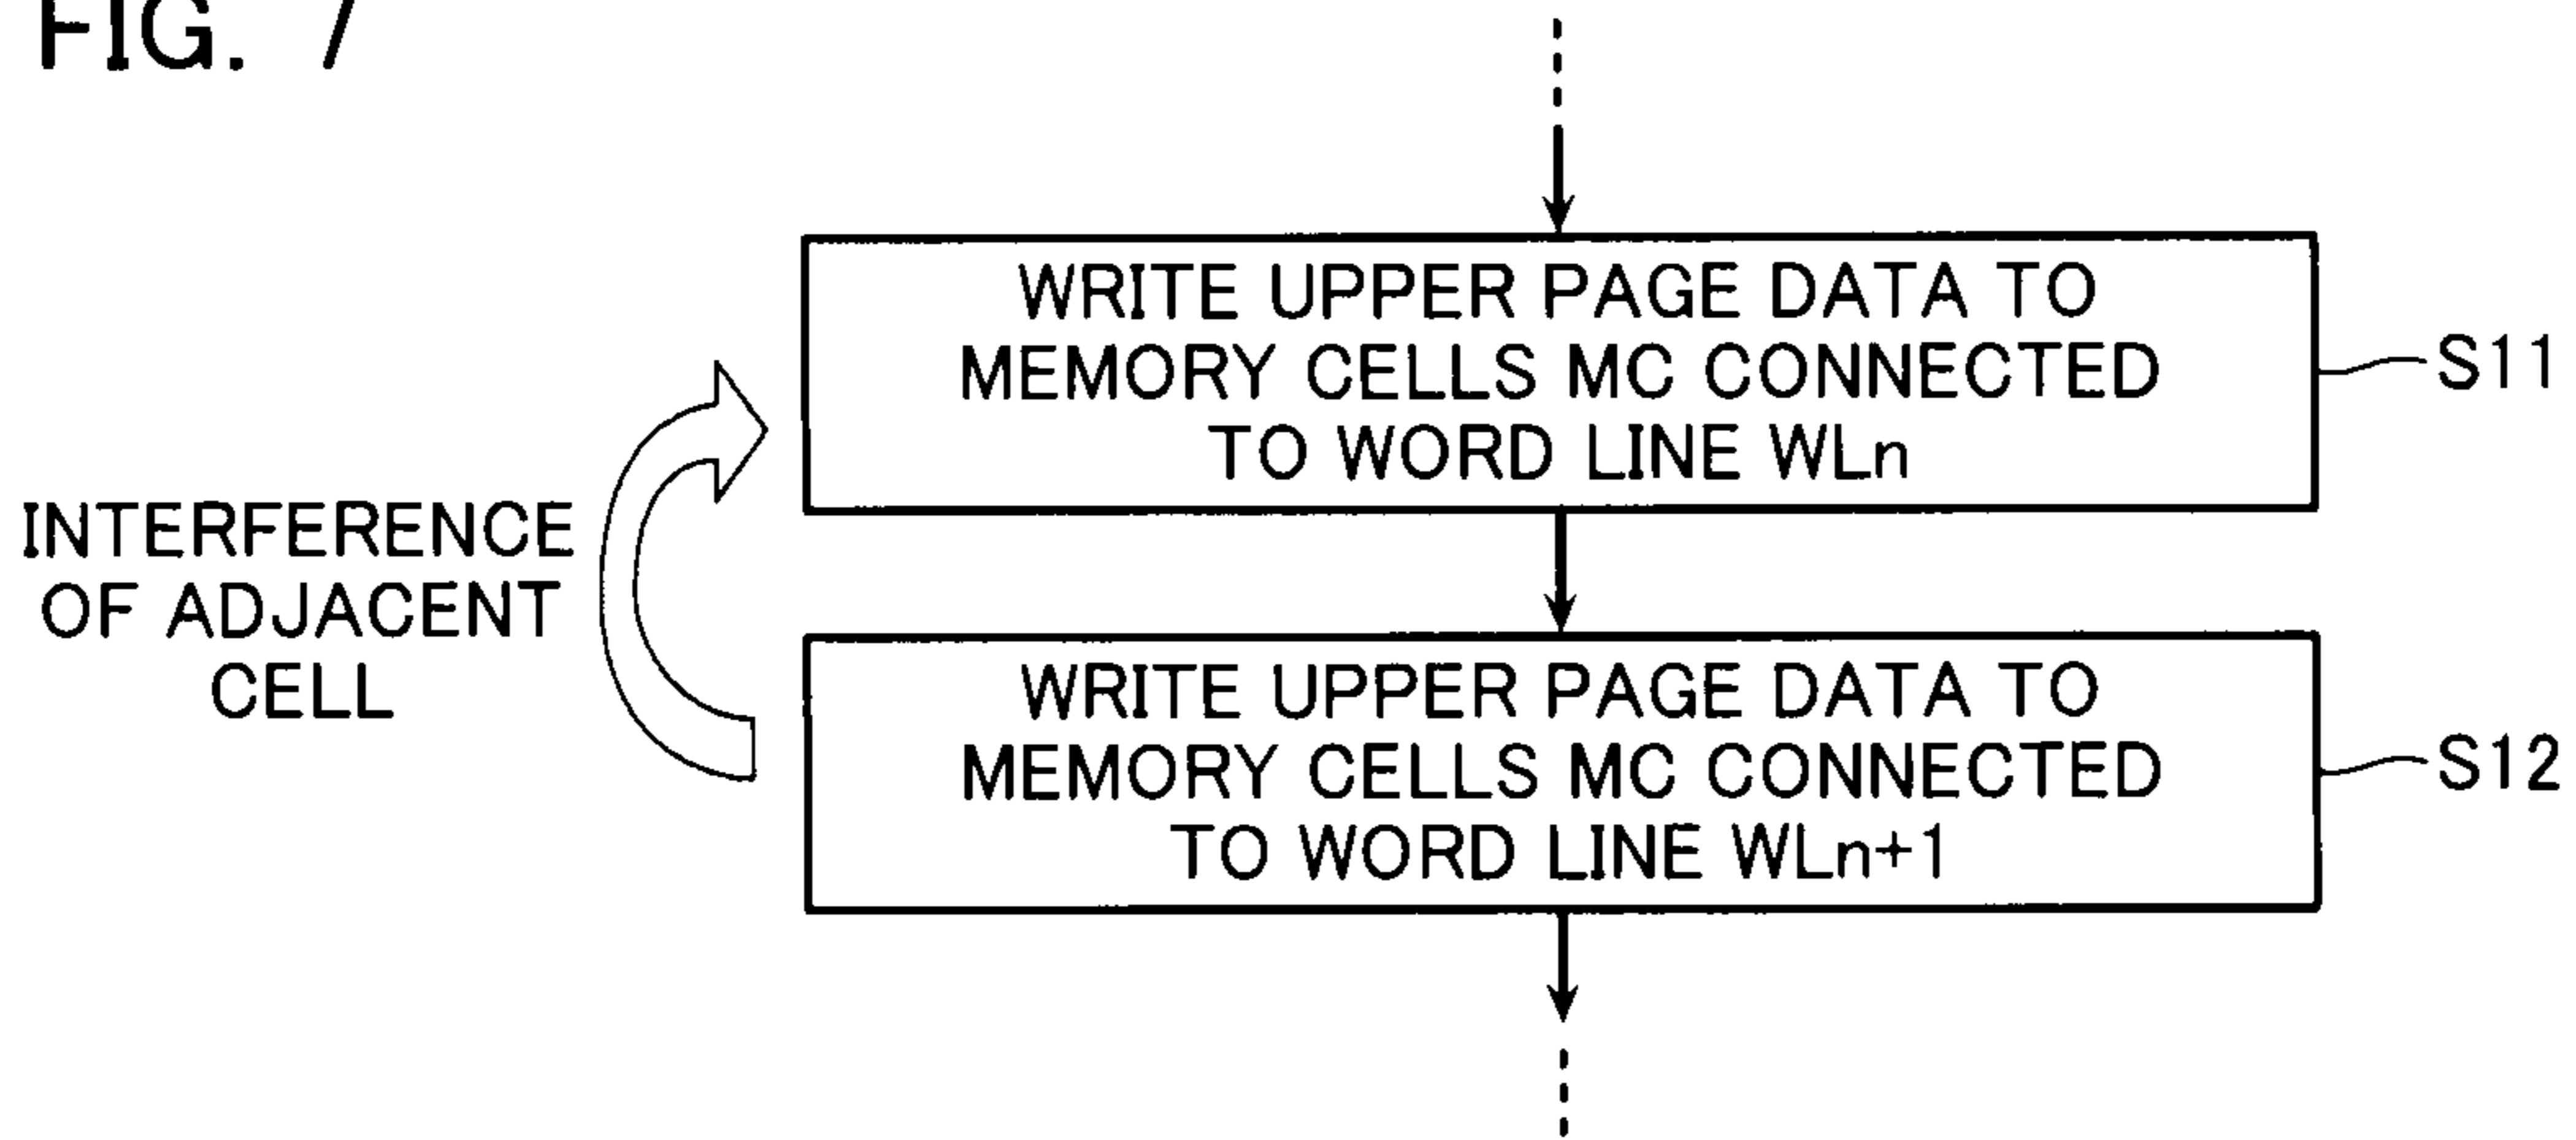 FIG. 7
WRITE UPPER PAGE DATA TO
MEMORY CELLS MC CONNECTED
TO WORD LINE WLn
S11
INTERFERENCE
OF ADJACENT
CELL
WRITE UPPER PAGE DATA TO
MEMORY CELLS MC CONNECTED
TO WORD LINE WLn+1
S12